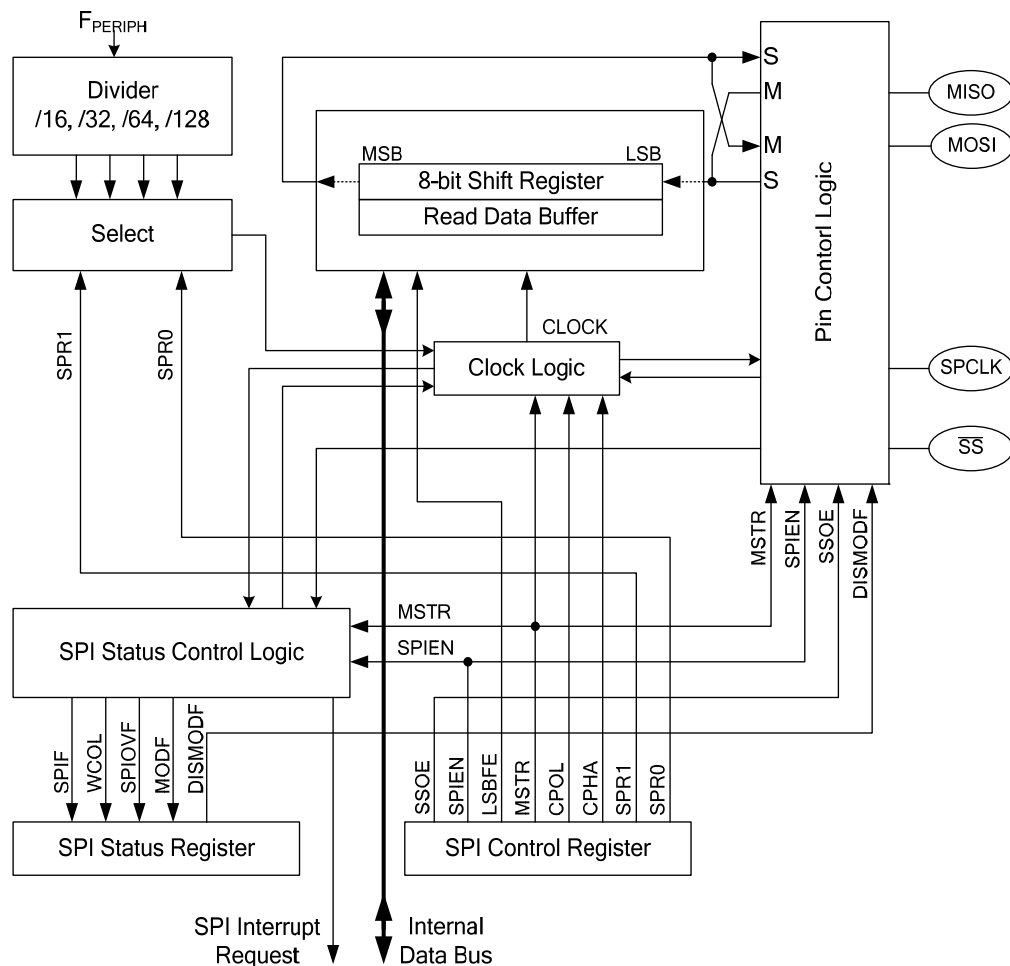 FPERIPH
Divider
/16, /32, /64, /128
Select
SPR1
SPR0
MSB
LSB
8-bit Shift Register
Read Data Buffer
CLOCK
Clock Logic
S
M
M
S
Pin Contorl Logic
MISO
MOSI
SPCLK
SS
MSTR
SPIEN
SSOE
DISMODF
MSTR
SPIEN
SPI Status Control Logic
SPIF
WCOL
SPIOVF
MODF
DISMODF
SPI Status Register
SSOE
SPIEN
LSBFE
MSTR
CPOL
CPHA
SPR1
SPR0
SPI Control Register
SPI Interrupt
Request
Internal
Data Bus